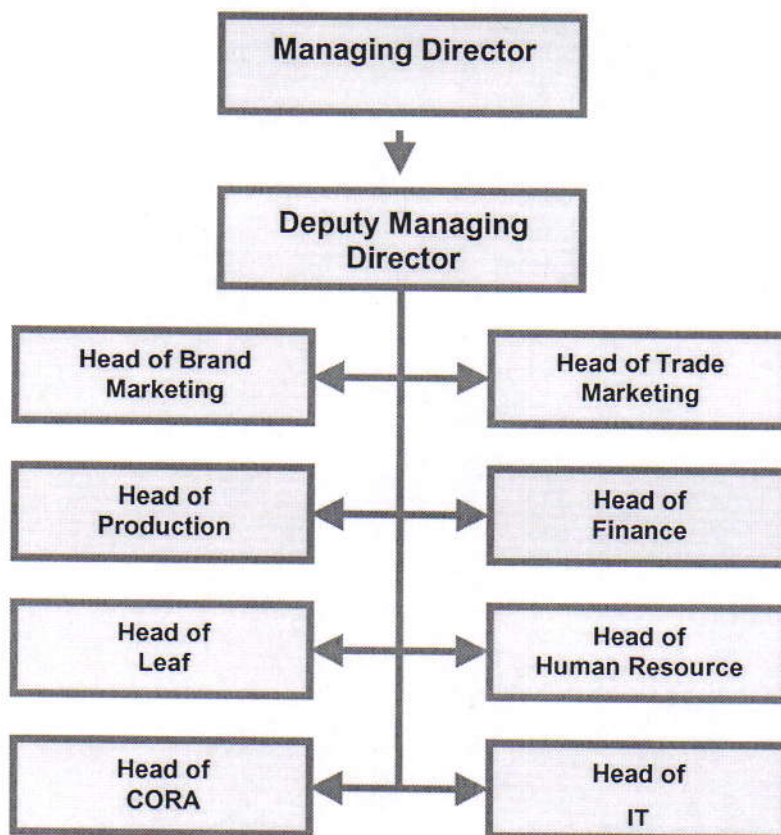 Managing Director
Deputy Managing
Director
Head of Brand
Marketing
Head of Trade
Marketing
Head of
Production
Head of
Finance
Head of
Leaf
Head of
Human Resource
Head of
CORA
Head of
IT